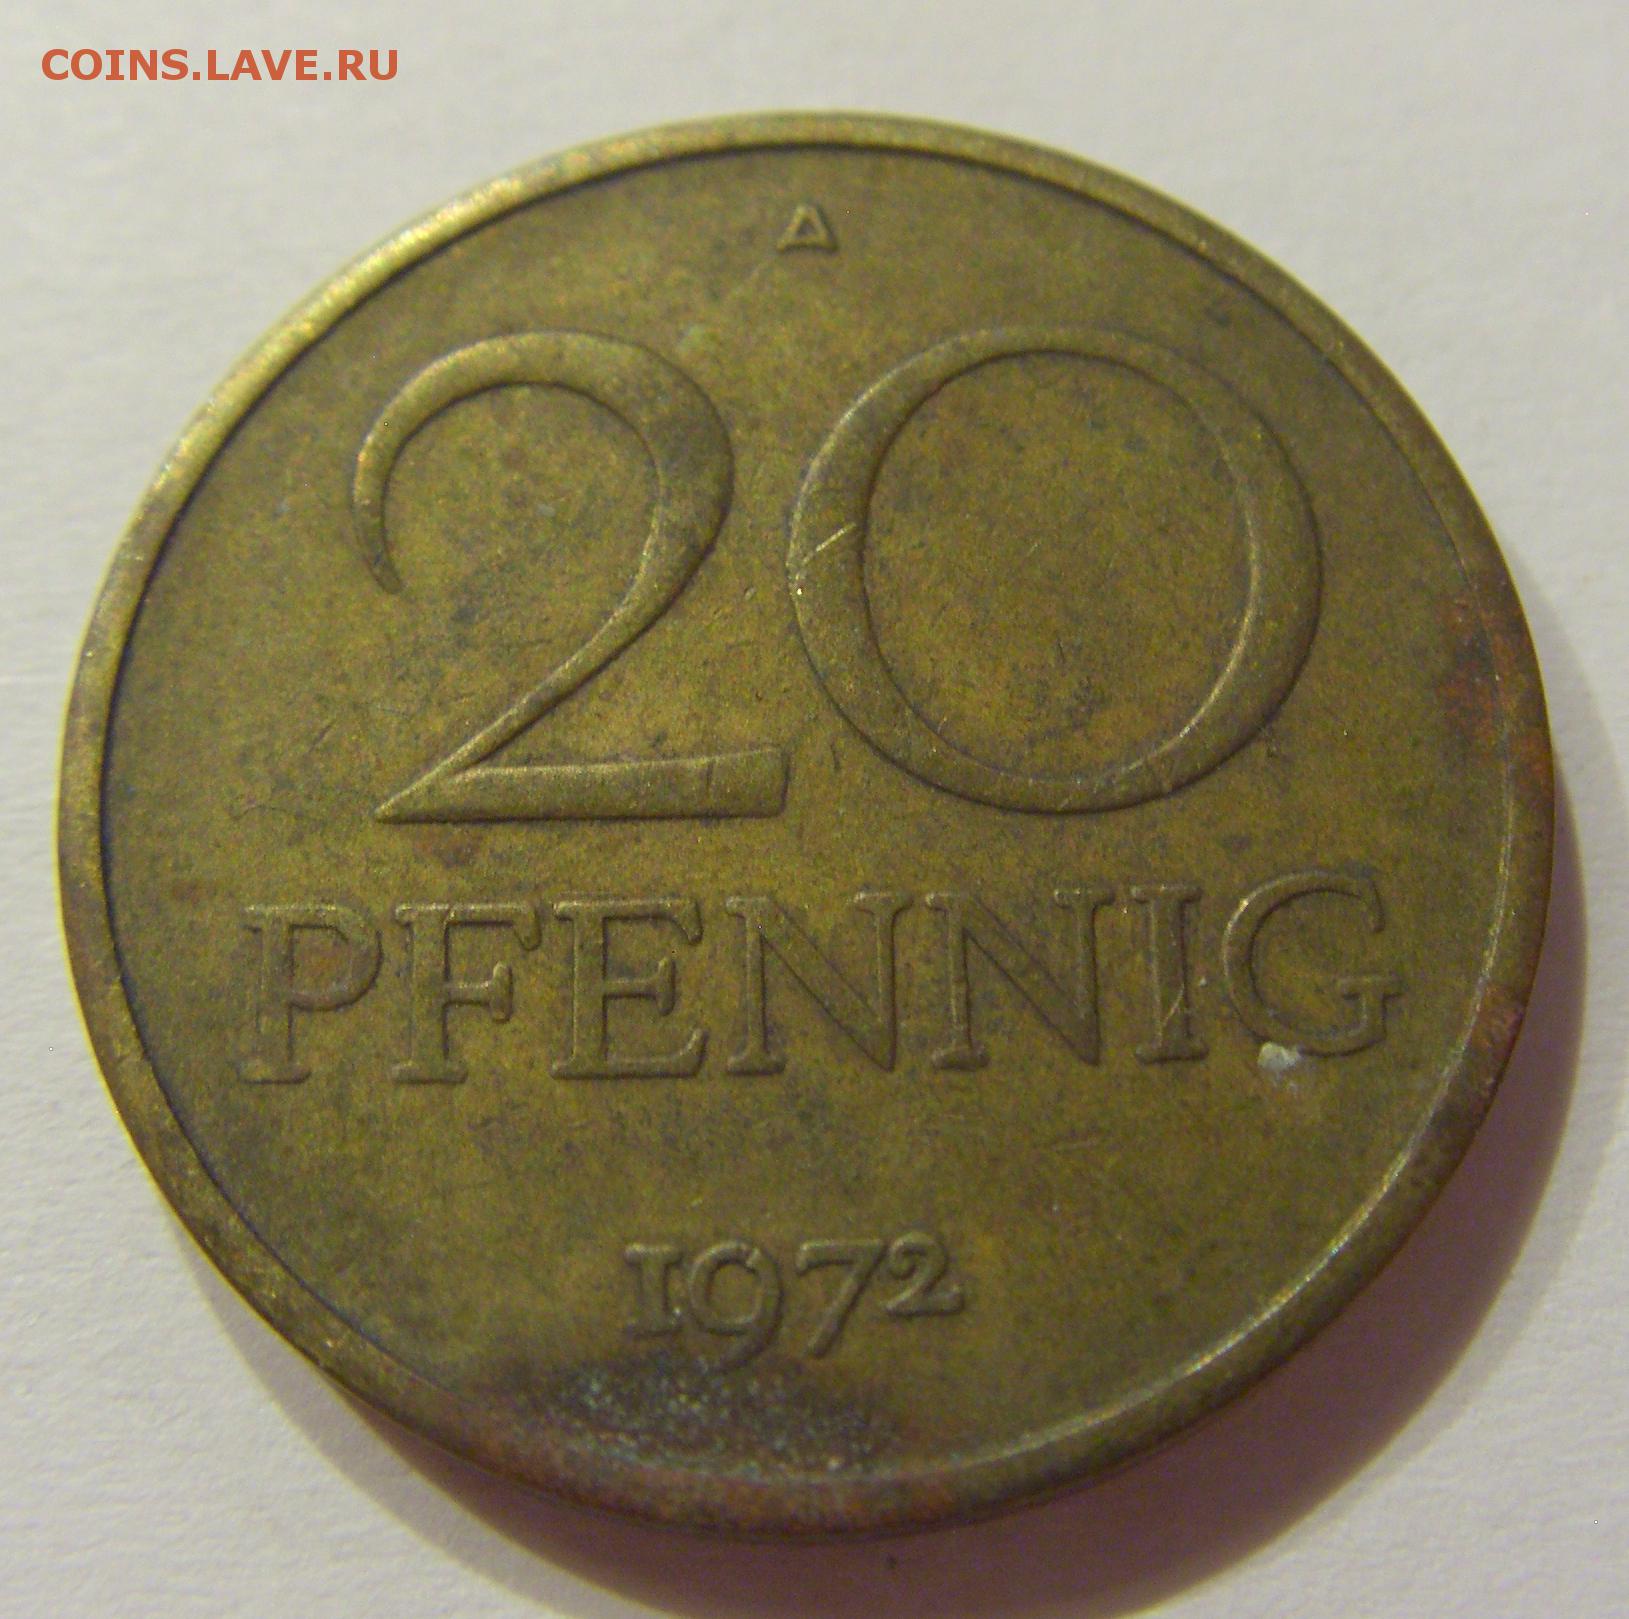 COINS.LAVE.RU
A
20
PFENNIG
1972